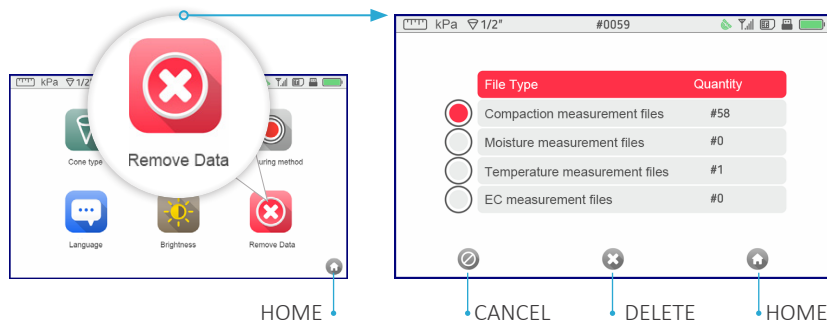 kPa 1/2"
Remove Data
Cone type
uring method
Language
Brightness
Remove Data
HOME
kPa 1/2" #0059
File Type Quantity
Compaction measurement files #58
Moisture measurement files #0
Temperature measurement files #1
EC measurement files #0
CANCEL
DELETE
HOME